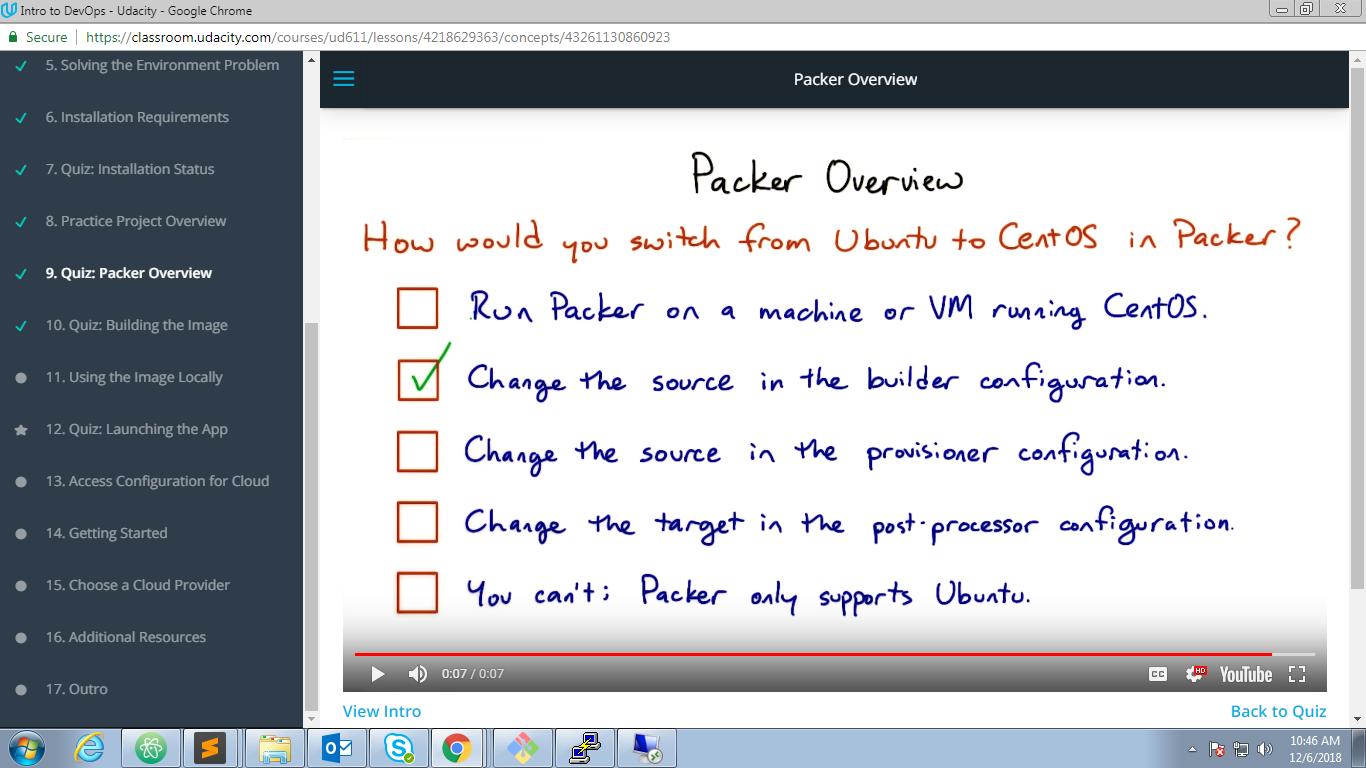 Intro to DevOps - Udacity - Google Chrome
Secure https://classroom.udacity.com/courses/ud611/lessons/4218629363/concepts/43261130860923
5. Solving the Environment Problem
6. Installation Requirements
7. Quiz: Installation Status
8. Practice Project Overview
9. Quiz: Packer Overview
10. Quiz: Building the Image
11. Using the Image Locally
12. Quiz: Launching the App
13. Access Configuration for Cloud
14. Getting Started
15. Choose a Cloud Provider
16. Additional Resources
17. Outro
Packer Overview
Packer Overview
How would you switch from Ubuntu to CentOS in Packer?
Run Packer on a machine or VM running CentOS.
Change the source in the builder configuration.
Change the source in the provisioner configuration.
Change the target in the post-processor configuration.
You can't; Packer only supports Ubuntu.
0:07 / 0:07 CC HD YouTube
View Intro Back to Quiz
10:46 AM
12/6/2018